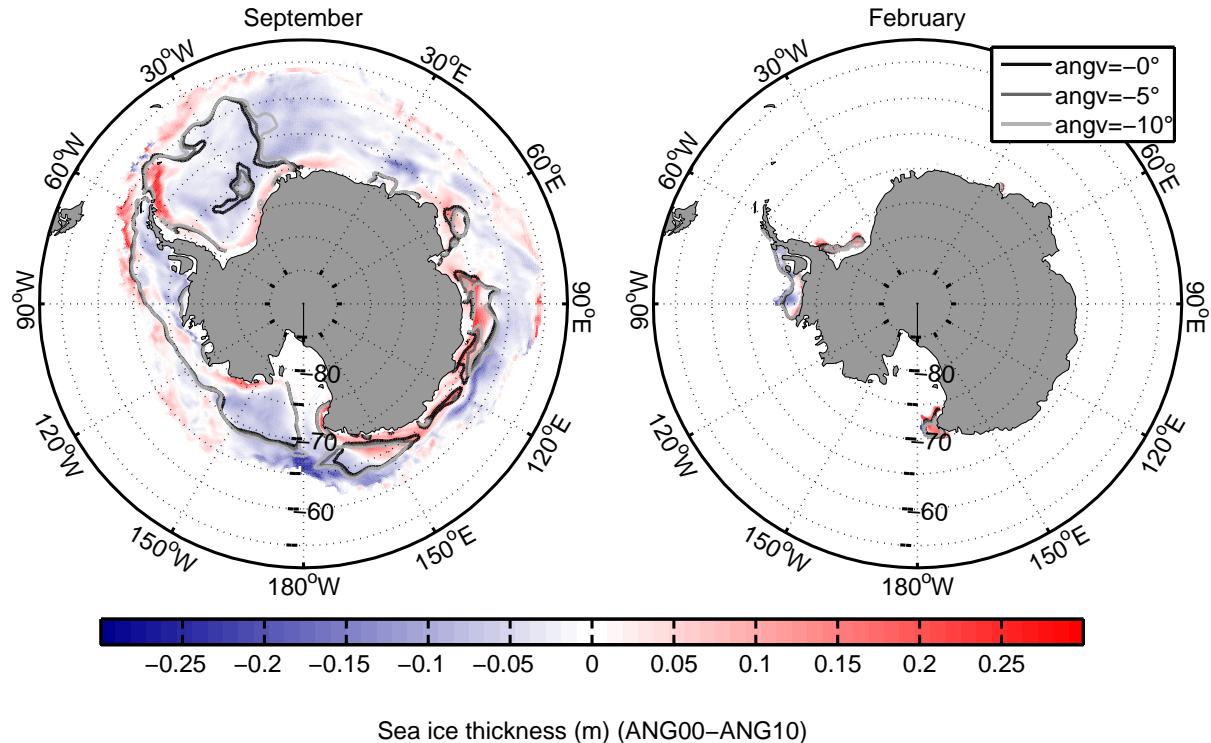 September
February
30°W
30°E
60°W
60°E
90°W
90°E
120°W
120°E
150°W
150°E
180°W
−80
−70
−60
30°W
60°W
60°E
90°W
90°E
120°W
120°E
150°W
150°E
180°W
−80
−70
−60
angv=−0°
angv=−5°
angv=−10°
−0.25 −0.2 −0.15 −0.1 −0.05 0 0.05 0.1 0.15 0.2 0.25
Sea ice thickness (m) (ANG00−ANG10)